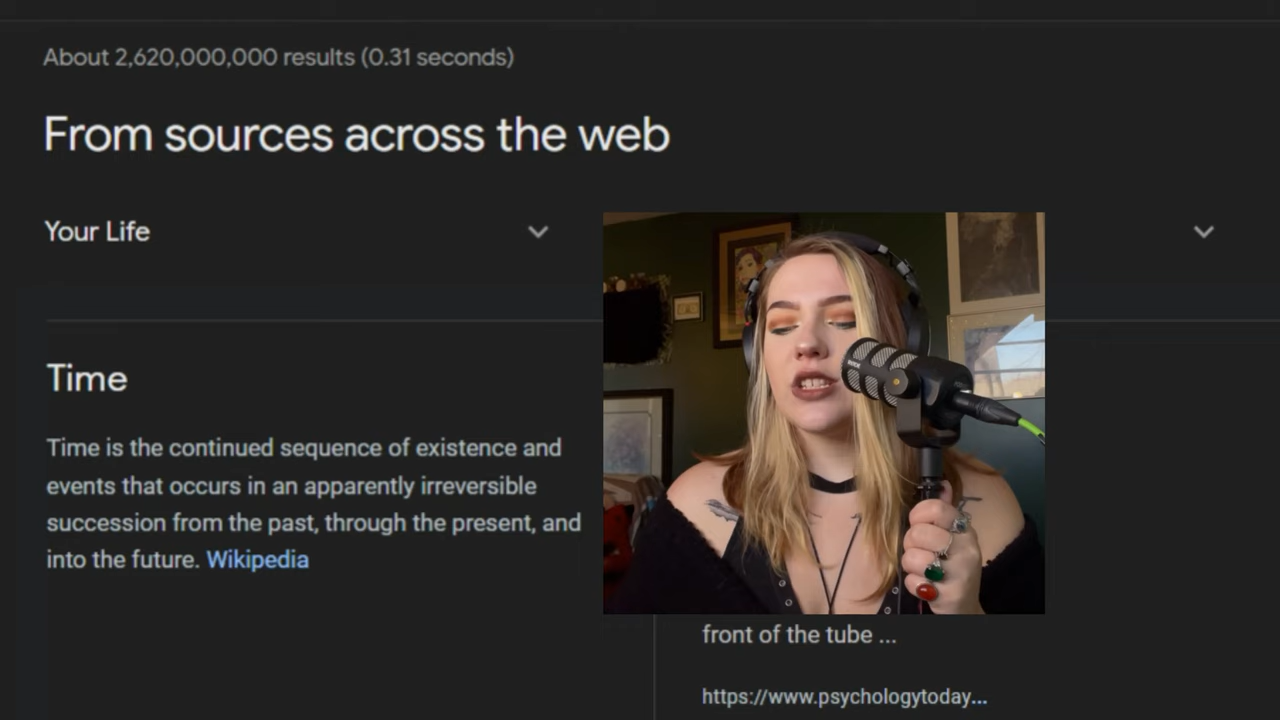 About 2,620,000,000 results (0.31 seconds)
From sources across the web
Your Life
Time
Time is the continued sequence of existence and
events that occurs in an apparently irreversible
succession from the past, through the present, and
into the future. Wikipedia
front of the tube ...
https://www.psychologytoday...